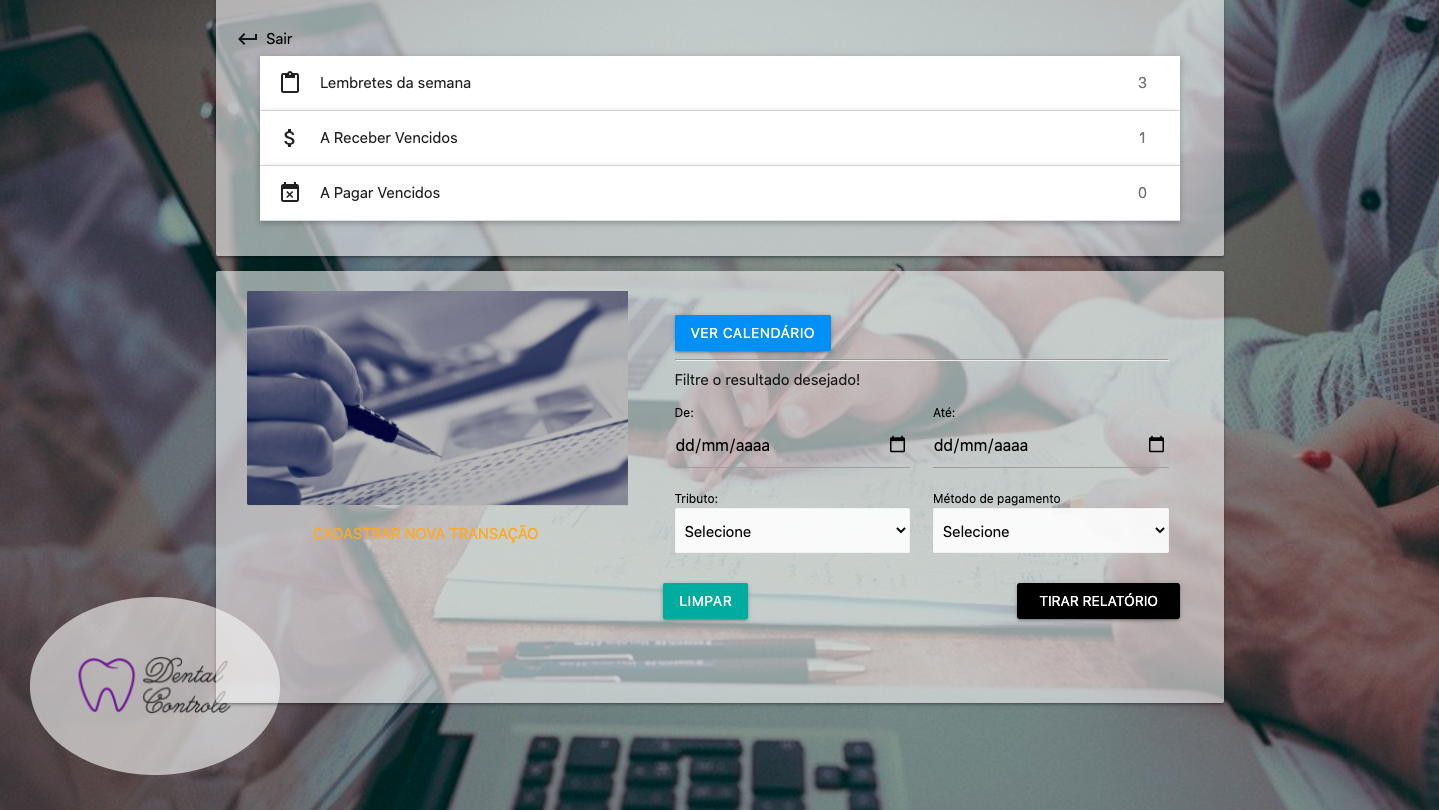 Sair
Lembretes da semana 3
A Receber Vencidos 1
A Pagar Vencidos 0
VER CALENDÁRIO
Filtre o resultado desejado!
De: Até:
dd/mm/aaaa dd/mm/aaaa
Tributo: Método de pagamento
Selecione Selecione
CADASTRAR NOVA TRANSAÇÃO
LIMPAR TIRAR RELATÓRIO
Dental
Controle